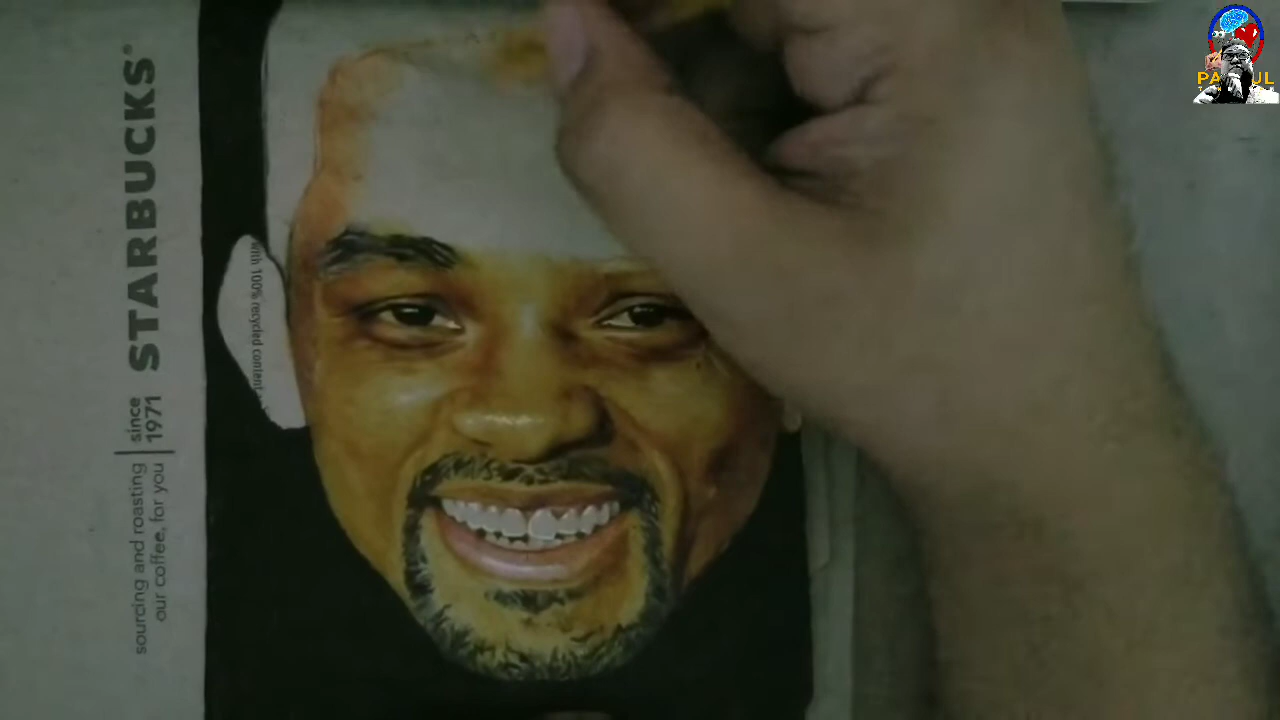 STARBUCKS®
since
1971
sourcing and roasting
our coffee, for you
with 100% recycled content